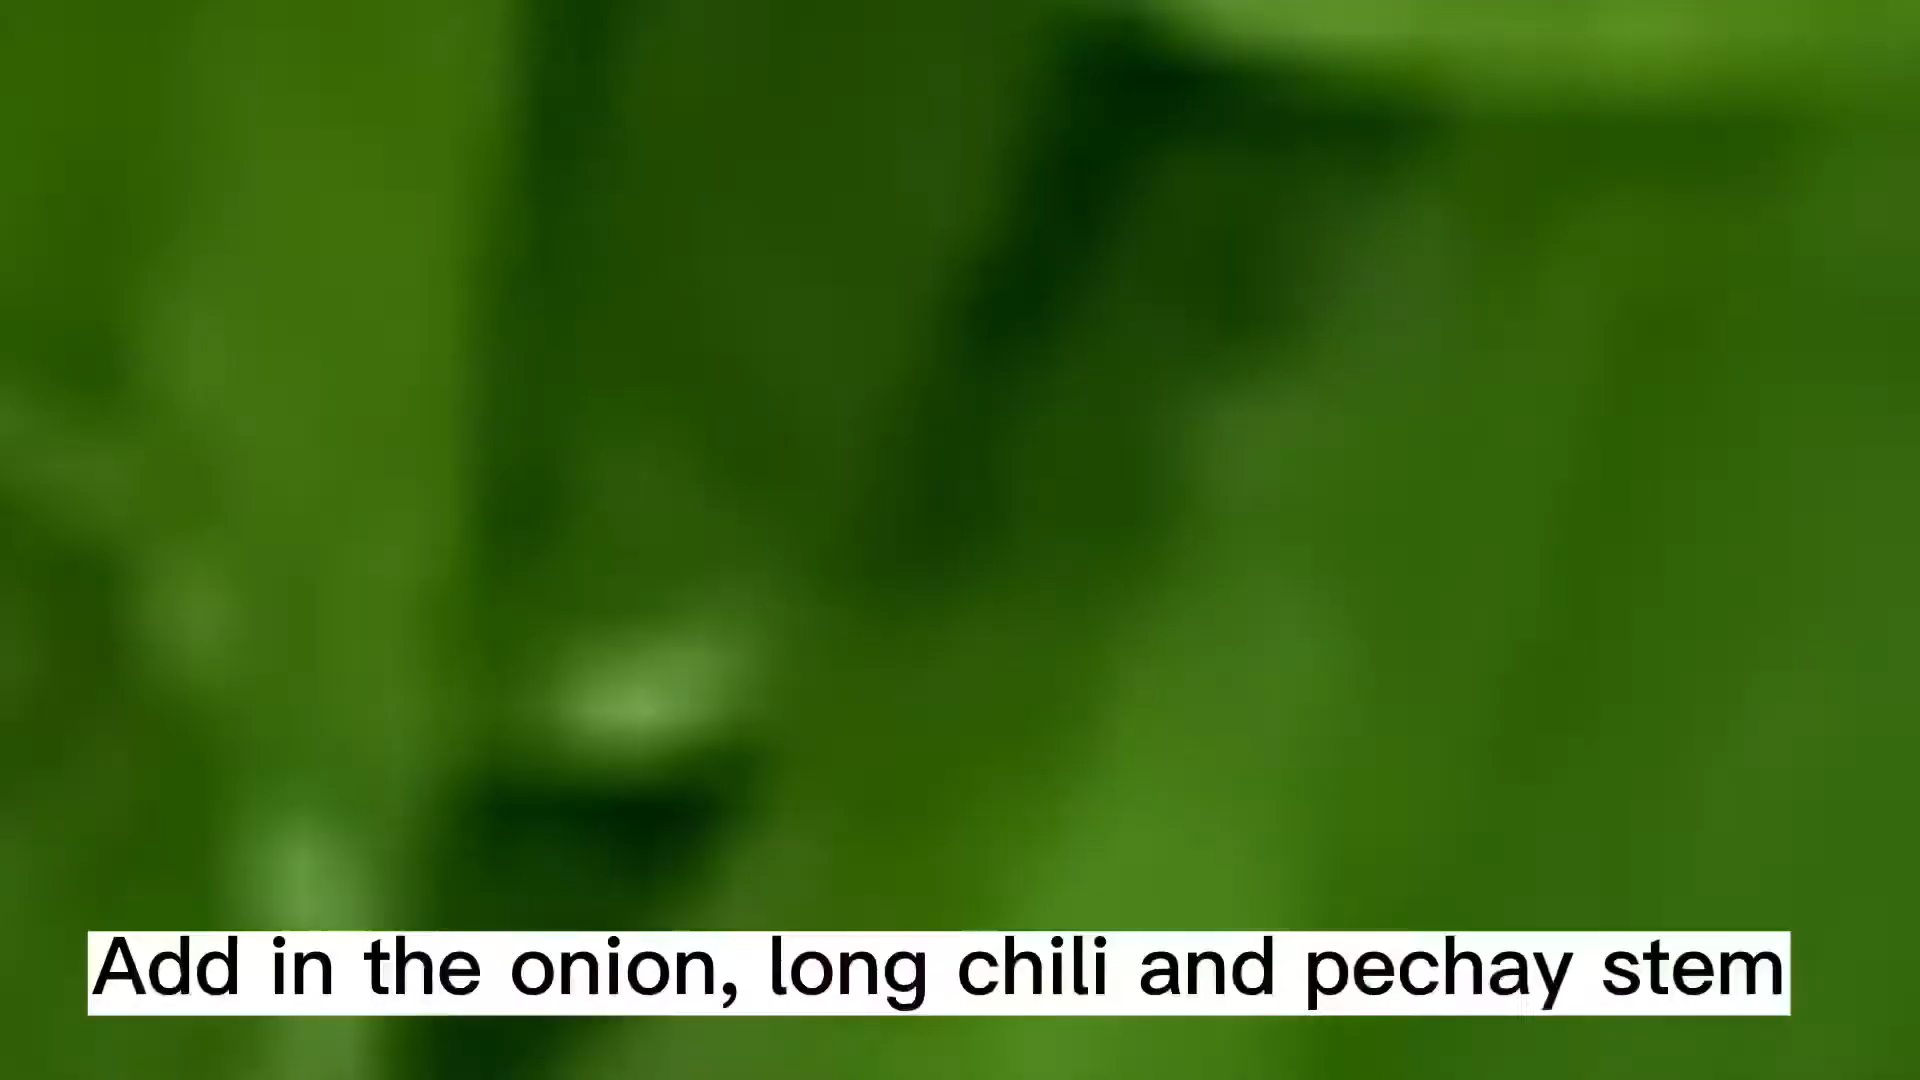 Add in the onion, long chili and pechay stem